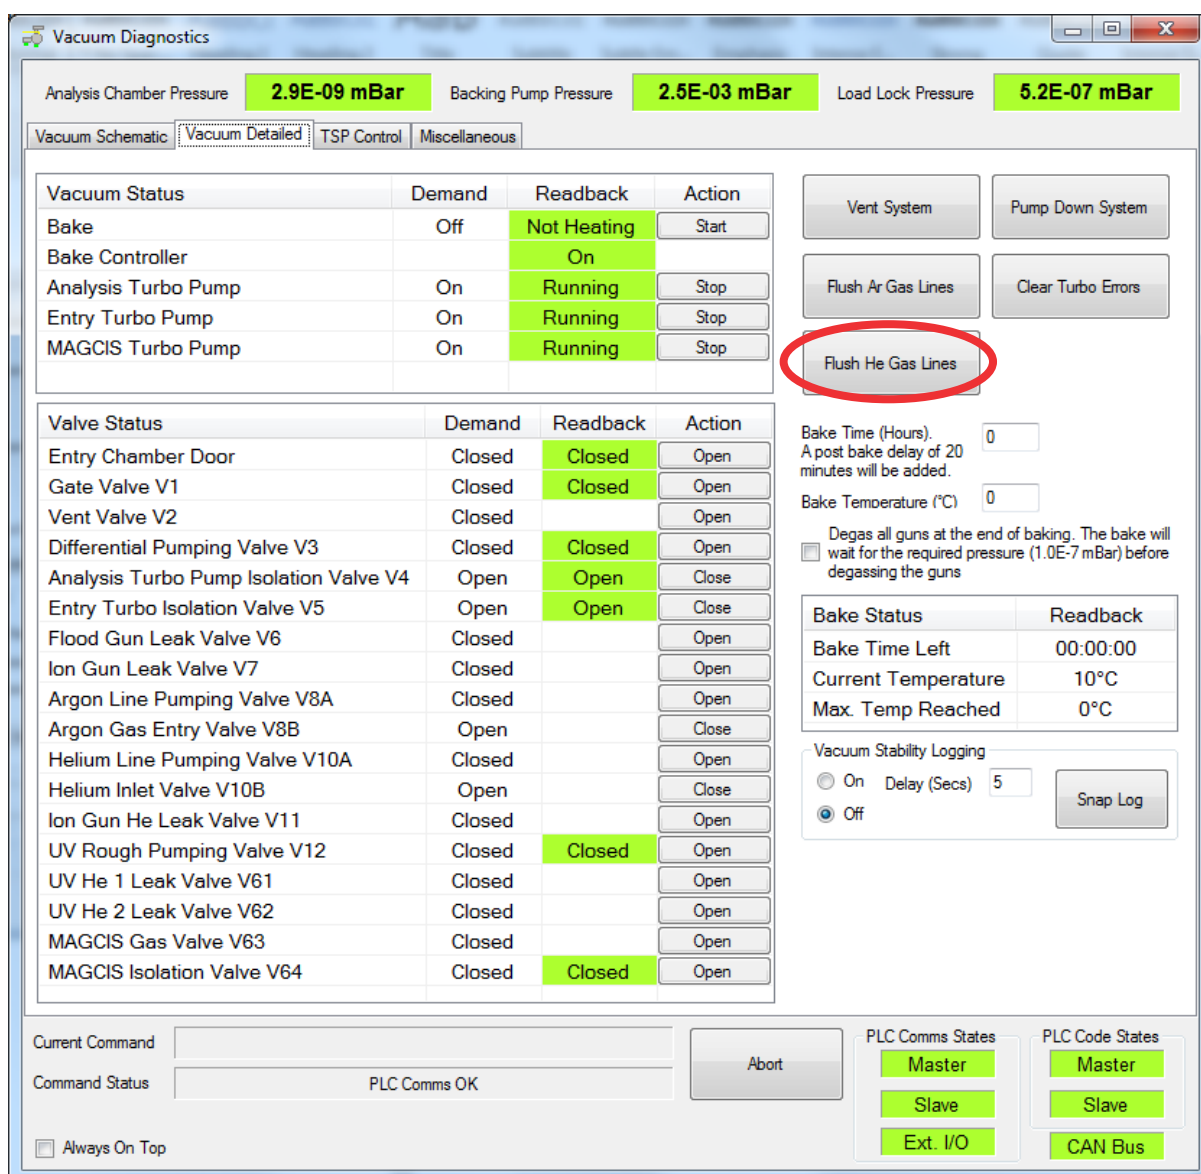 Vacuum Diagnostics
Analysis Chamber Pressure 2.9E-09 mBar Backing Pump Pressure 2.5E-03 mBar Load Lock Pressure 5.2E-07 mBar
Vacuum Schematic Vacuum Detailed TSP Control Miscellaneous
Vacuum Status Demand Readback Action
Bake Off Not Heating Start
Bake Controller On
Analysis Turbo Pump On Running Stop
Entry Turbo Pump On Running Stop
MAGCIS Turbo Pump On Running Stop
Vent System Pump Down System
Flush Ar Gas Lines Clear Turbo Errors
Flush He Gas Lines
Valve Status Demand Readback Action
Entry Chamber Door Closed Closed Open
Gate Valve V1 Closed Closed Open
Vent Valve V2 Closed Open
Differential Pumping Valve V3 Closed Closed Open
Analysis Turbo Pump Isolation Valve V4 Open Open Close
Entry Turbo Isolation Valve V5 Open Open Close
Flood Gun Leak Valve V6 Closed Open
Ion Gun Leak Valve V7 Closed Open
Argon Line Pumping Valve V8A Closed Open
Argon Gas Entry Valve V8B Open Close
Helium Line Pumping Valve V10A Closed Open
Helium Inlet Valve V10B Open Close
Ion Gun He Leak Valve V11 Closed Open
UV Rough Pumping Valve V12 Closed Closed Open
UV He 1 Leak Valve V61 Closed Open
UV He 2 Leak Valve V62 Closed Open
MAGCIS Gas Valve V63 Closed Open
MAGCIS Isolation Valve V64 Closed Closed Open
Bake Time (Hours). 0
A post bake delay of 20
minutes will be added.
Bake Temperature (°C) 0
Degas all guns at the end of baking. The bake will
wait for the required pressure (1.0E-7 mBar) before
degassing the guns
Bake Status Readback
Bake Time Left 00:00:00
Current Temperature 10°C
Max. Temp Reached 0°C
Vacuum Stability Logging
On Delay (Secs) 5
Off
Snap Log
Current Command
Command Status PLC Comms OK
Abort
PLC Comms States
Master
Slave
Ext. I/O
PLC Code States
Master
Slave
CAN Bus
Always On Top